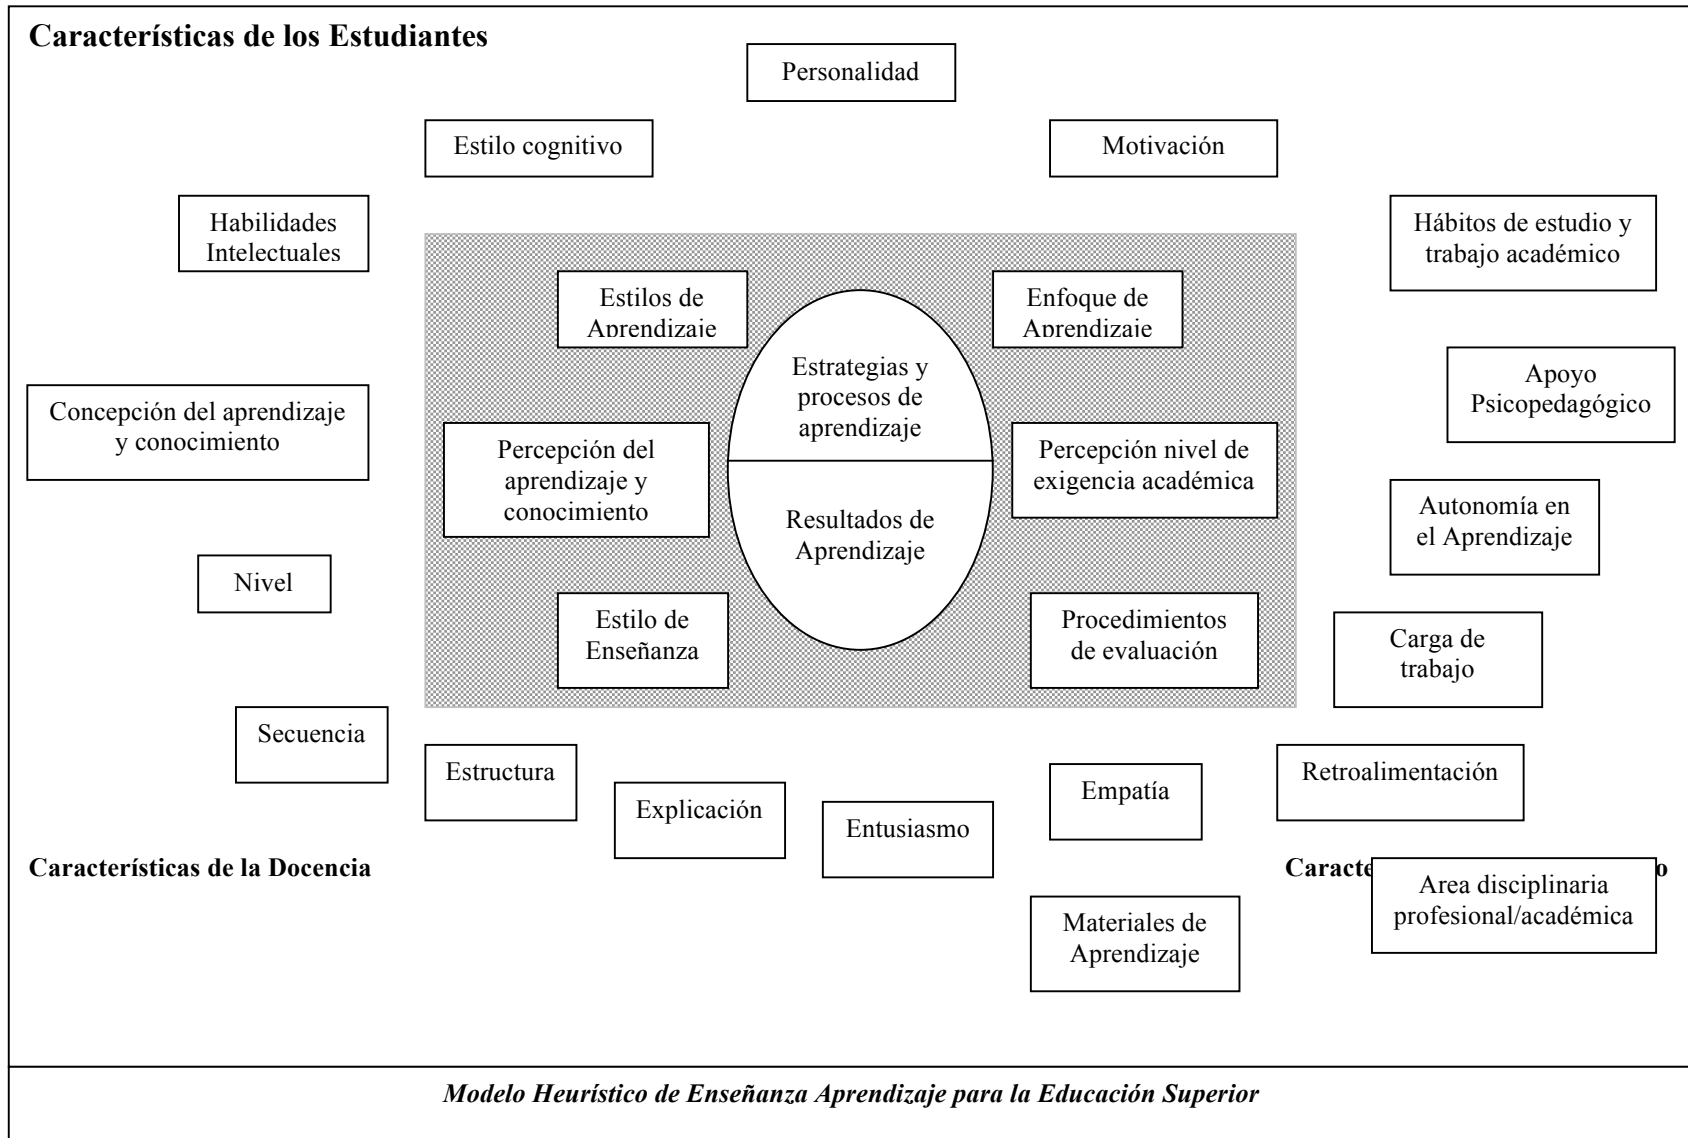 Características de los Estudiantes
Personalidad
Estilo cognitivo
Motivación
Habilidades
Intelectuales
Hábitos de estudio y
trabajo académico
Estilos de
Aprendizaje
Enfoque de
Aprendizaje
Estrategias y
procesos de
aprendizaje
Apoyo
Psicopedagógico
Concepción del aprendizaje
y conocimiento
Percepción del
aprendizaje y
conocimiento
Percepción nivel de
exigencia académica
Resultados de
Aprendizaje
Autonomía en
el Aprendizaje
Nivel
Estilo de
Enseñanza
Procedimientos
de evaluación
Carga de
trabajo
Secuencia
Estructura
Explicación
Entusiasmo
Empatía
Retroalimentación
Características de la Docencia
Area disciplinaria
profesional/académica
Materiales de
Aprendizaje
Modelo Heurístico de Enseñanza Aprendizaje para la Educación Superior